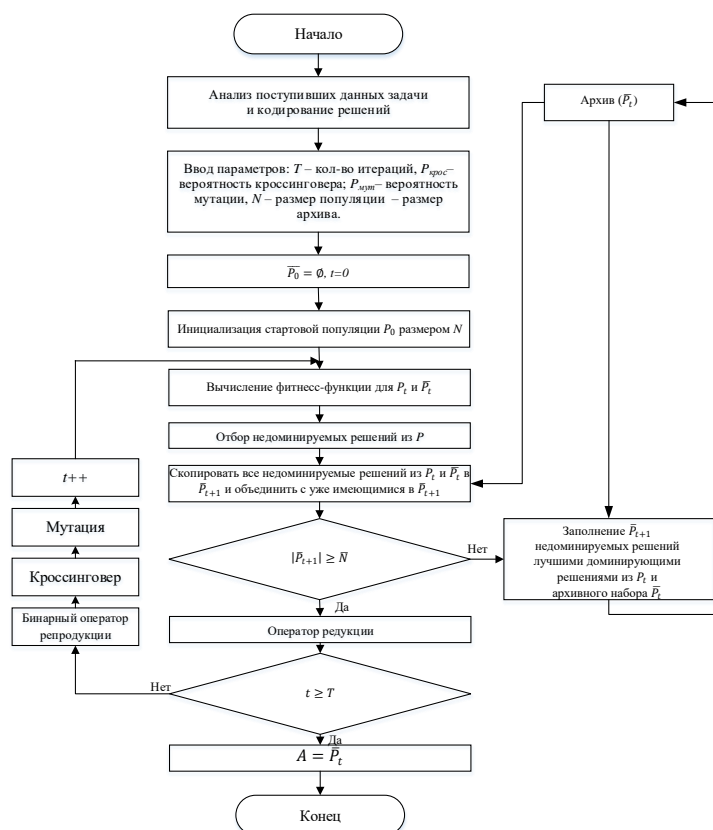 Начало
Анализ поступивших данных задачи
и кодирование решений
Архив (P̅ₜ)
Ввод параметров: T – кол-во итераций, Pкрос–
вероятность кроссинговера; Pмут– вероятность
мутации, N – размер популяции – размер
архива.
P̅₀ = ∅, t=0
Инициализация стартовой популяции P₀ размером N
Вычисление фитнесс-функции для Pₜ и P̅ₜ
Отбор недоминируемых решений из P
Скопировать все недоминируемые решений из Pₜ и P̅ₜ в
P̅ₜ₊₁ и объединить с уже имеющимися в P̅ₜ₊₁
t++
Мутация
Кроссинговер
Бинарный оператор
репродукции
|P̅ₜ₊₁| ≥ N̅
Нет
Да
Заполнение P̅ₜ₊₁
недоминируемых решений
лучшими доминирующими
решениями из Pₜ и
архивного набора P̅ₜ
Оператор редукции
Нет
t ≥ T
Да
A = P̅ₜ
Конец